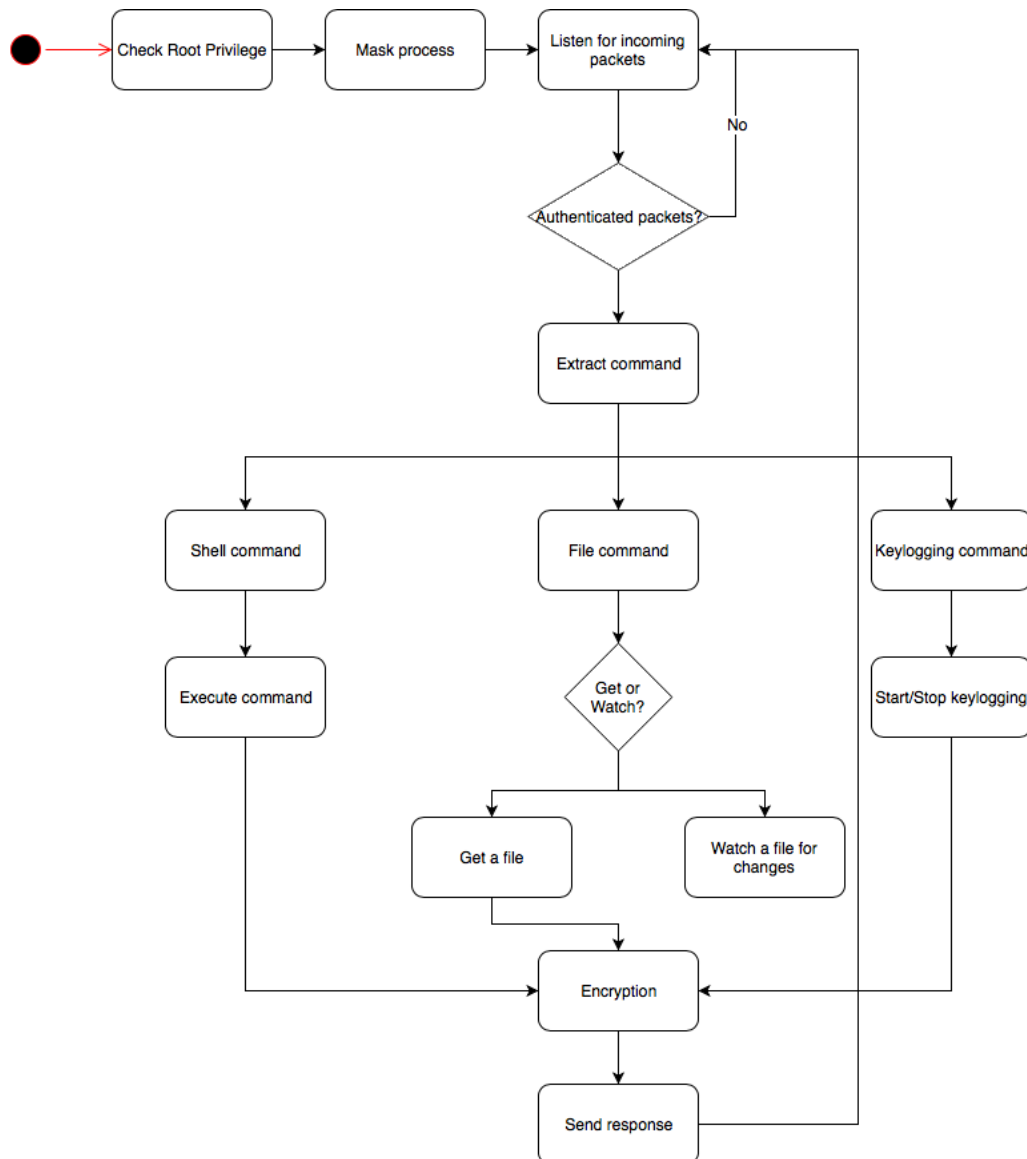 Check Root Privilege
Mask process
Listen for incoming
packets
No
Authenticated packets?
Extract command
Shell command
File command
Keylogging command
Execute command
Get or
Watch?
Start/Stop keylogging
Get a file
Watch a file for
changes
Encryption
Send response